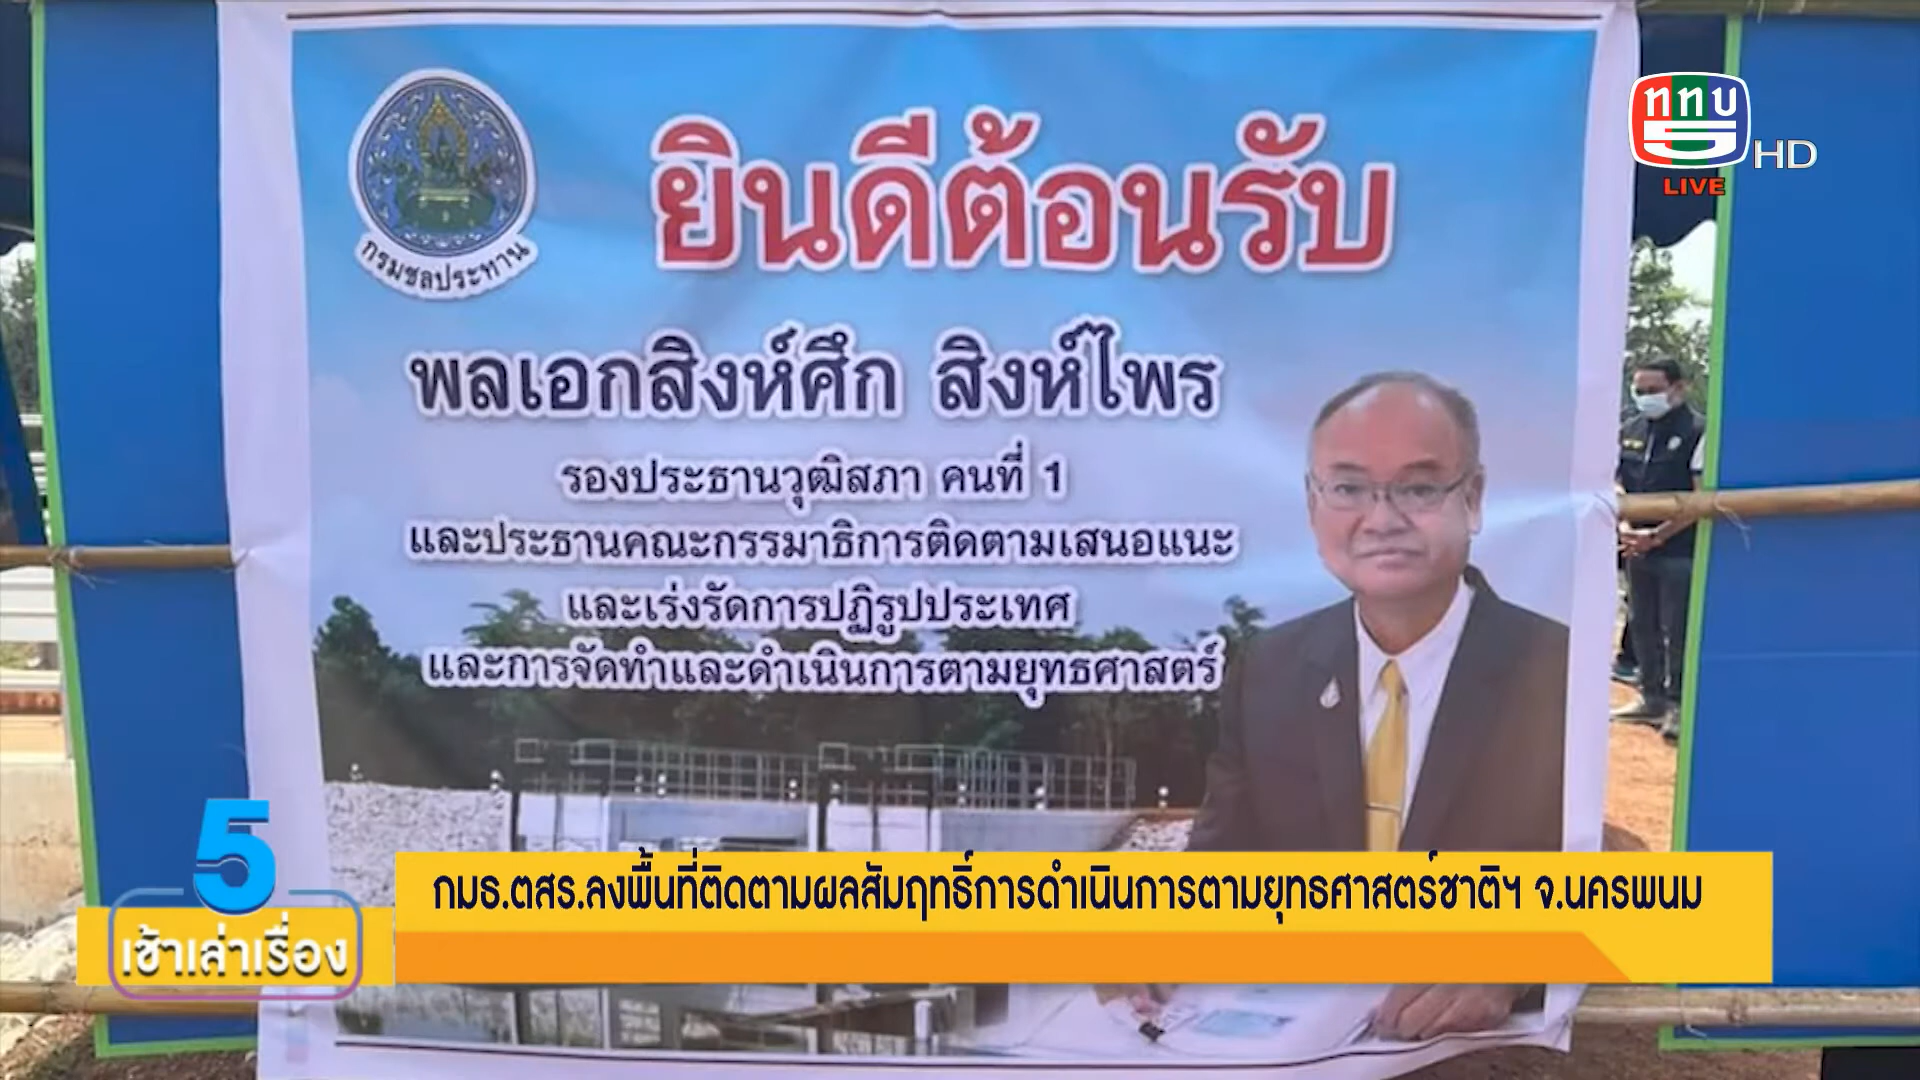 ททบ
5 HD
LIVE
กรมชลประทาน
ยินดีต้อนรับ
พลเอกสิงห์ศึก สิงห์ไพร
รองประธานวุฒิสภา คนที่ 1
และประธานคณะกรรมาธิการติดตามเสนอแนะ
และเร่งรัดการปฏิรูปประเทศ
และการจัดทำและดำเนินการตามยุทธศาสตร์
5
เช้าเล่าเรื่อง
กมธ.ตสร.ลงพื้นที่ติดตามผลสัมฤทธิ์การดำเนินการตามยุทธศาสตร์ชาติฯ จ.นครพนม